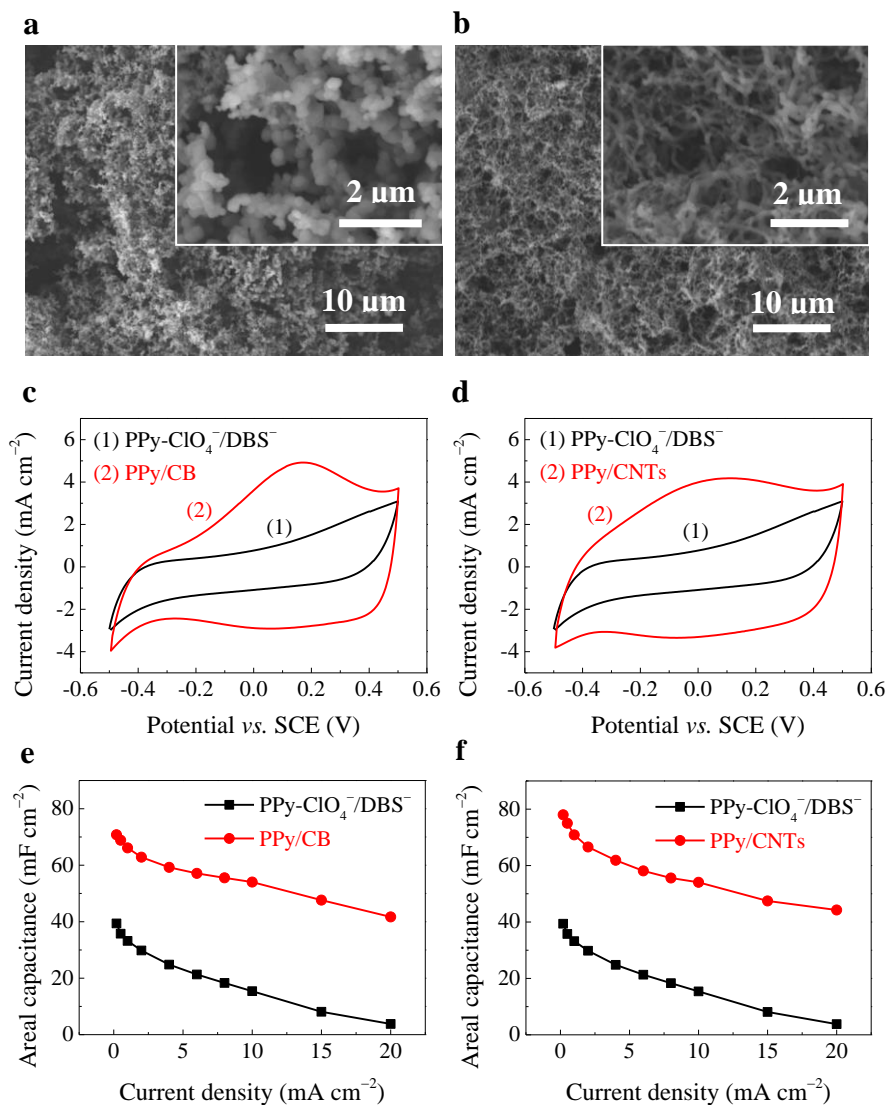 a
b
2 μm
10 μm
2 μm
10 μm
c
d
(1) PPy-ClO₄⁻/DBS⁻
(2) PPy/CB
(2)
(1)
6
4
2
0
-2
-4
-0.6 -0.4 -0.2 0.0 0.2 0.4 0.6
Current density (mA cm⁻²)
Potential vs. SCE (V)
(1) PPy-ClO₄⁻/DBS⁻
(2) PPy/CNTs
(2)
(1)
6
4
2
0
-2
-4
-0.6 -0.4 -0.2 0.0 0.2 0.4 0.6
Current density (mA cm⁻²)
Potential vs. SCE (V)
e
f
PPy-ClO₄⁻/DBS⁻
PPy/CB
80
60
40
20
0
0 5 10 15 20
Areal capacitance (mF cm⁻²)
Current density (mA cm⁻²)
PPy-ClO₄⁻/DBS⁻
PPy/CNTs
80
60
40
20
0
0 5 10 15 20
Areal capacitance (mF cm⁻²)
Current density (mA cm⁻²)